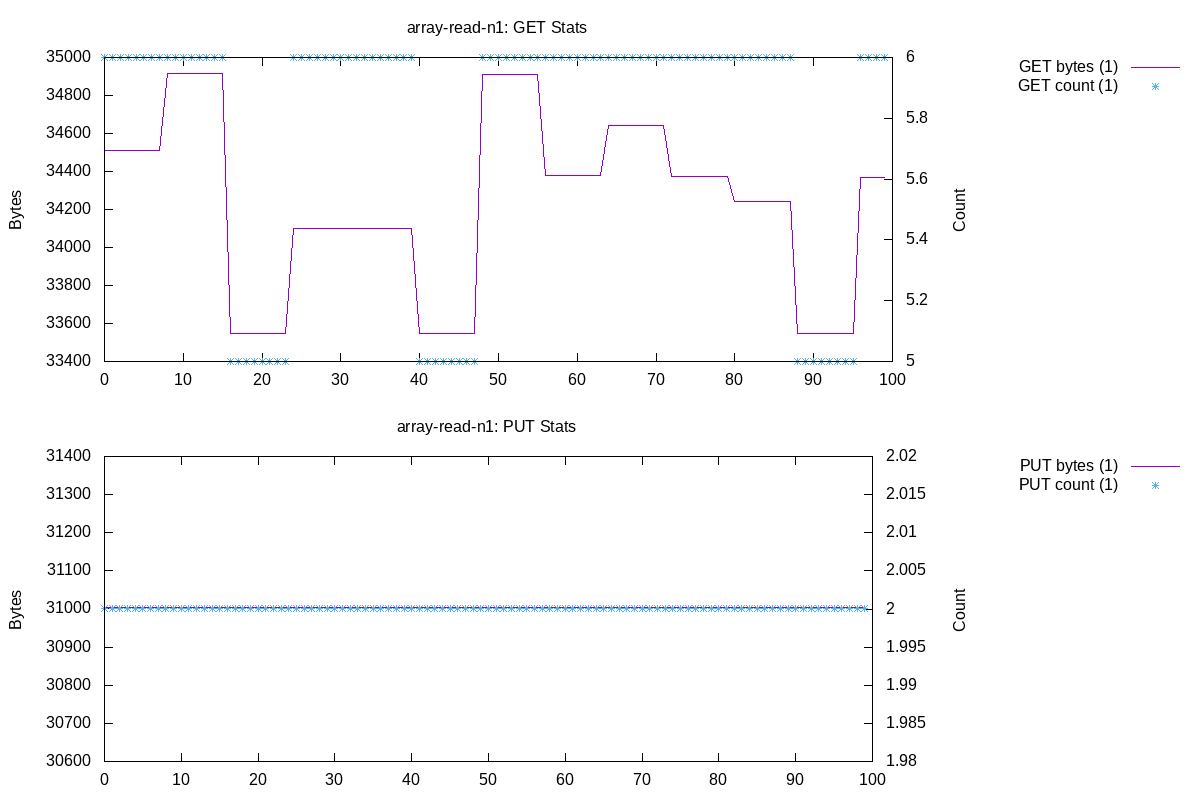 array-read-n1: GET Stats
35000
34800
34600
34400
34200
34000
33800
33600
33400
Bytes
6
5.8
5.6
5.4
5.2
5
Count
0 10 20 30 40 50 60 70 80 90 100
GET bytes (1)
GET count (1)
array-read-n1: PUT Stats
31400
31300
31200
31100
31000
30900
30800
30700
30600
Bytes
2.02
2.015
2.01
2.005
2
1.995
1.99
1.985
1.98
Count
0 10 20 30 40 50 60 70 80 90 100
PUT bytes (1)
PUT count (1)